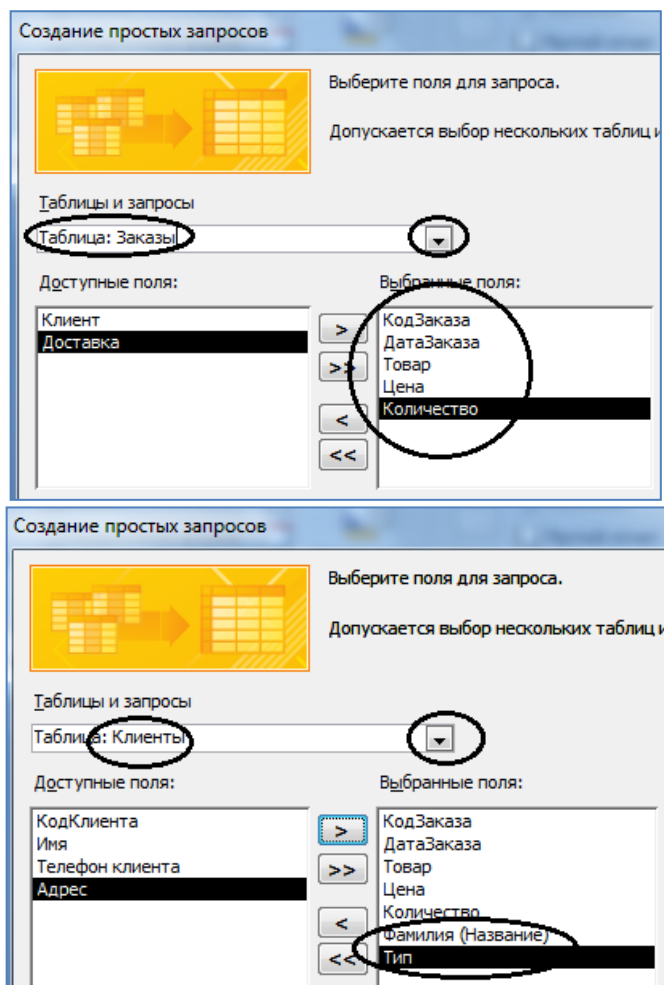 Создание простых запросов
Выберите поля для запроса.
Допускается выбор нескольких таблиц и
Таблицы и запросы
Таблица: Заказы
Доступные поля:
Выбранные поля:
Клиент
Доставка
>
>>
<
<<
КодЗаказа
ДатаЗаказа
Товар
Цена
Количество
Создание простых запросов
Выберите поля для запроса.
Допускается выбор нескольких таблиц и
Таблицы и запросы
Таблица: Клиенты
Доступные поля:
Выбранные поля:
КодКлиента
Имя
Телефон клиента
Адрес
>
>>
<
<<
КодЗаказа
ДатаЗаказа
Товар
Цена
Количество
Фамилия (Название)
Тип